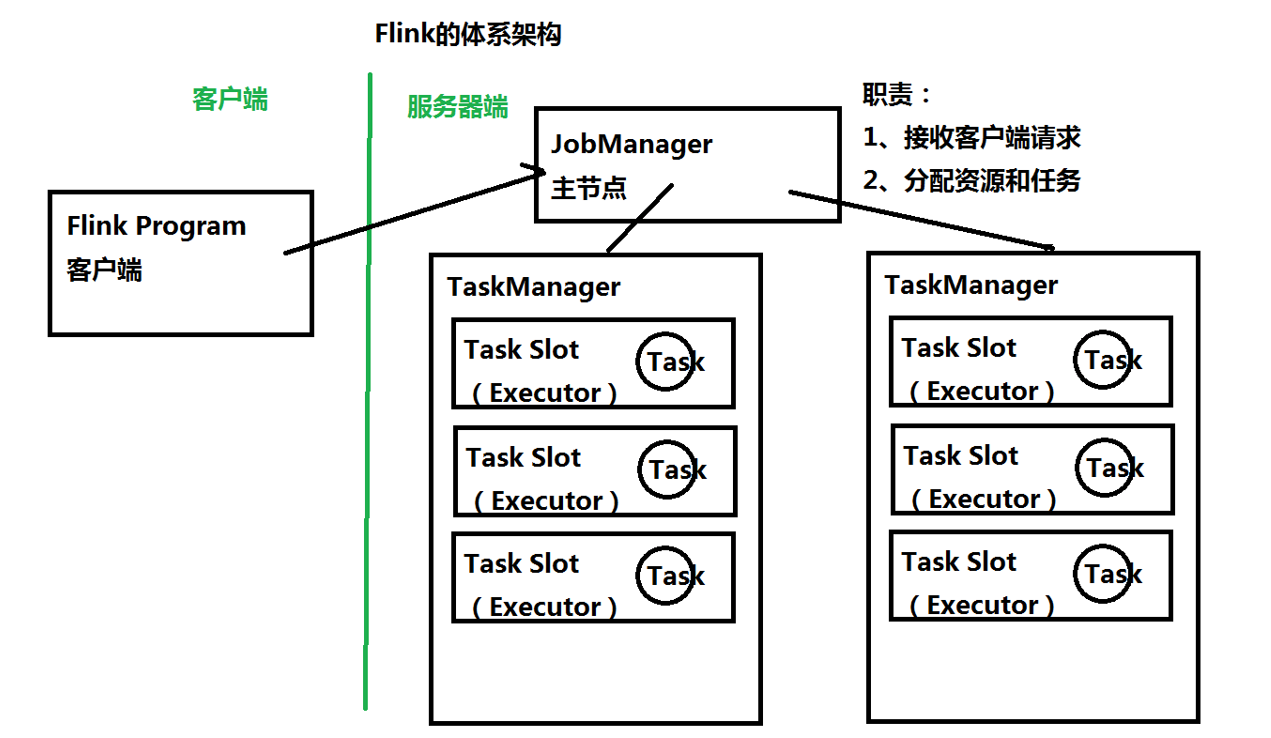 Flink的体系架构
客户端
服务器端
职责：
1、接收客户端请求
2、分配资源和任务
JobManager
主节点
Flink Program
客户端
TaskManager
Task Slot
（Executor）
Task
Task Slot
（Executor）
Task
Task Slot
（Executor）
Task
TaskManager
Task Slot
（Executor）
Task
Task Slot
（Executor）
Task
Task Slot
（Executor）
Task